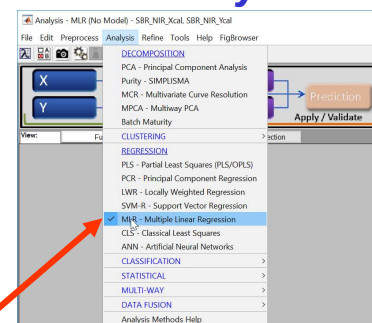 Analysis - MLR (No Model) - SBR_NIR_Xcal, SBR_NIR_Ycal
File Edit Preprocess Analysis Refine Tools Help FigBrowser
DECOMPOSITION
PCA - Principal Component Analysis
Purity - SIMPLISMA
MCR - Multivariate Curve Resolution
MPCA - Multiway PCA
Batch Maturity
CLUSTERING
REGRESSION
PLS - Partial Least Squares (PLS/OPLS)
PCR - Principal Component Regression
LWR - Locally Weighted Regression
SVM-R - Support Vector Regression
MLR - Multiple Linear Regression
CLS - Classical Least Squares
ANN - Artificial Neural Networks
CLASSIFICATION
STATISTICAL
MULTI-WAY
DATA FUSION
Analysis Methods Help
X
Y
Prediction
Apply / Validate
View: